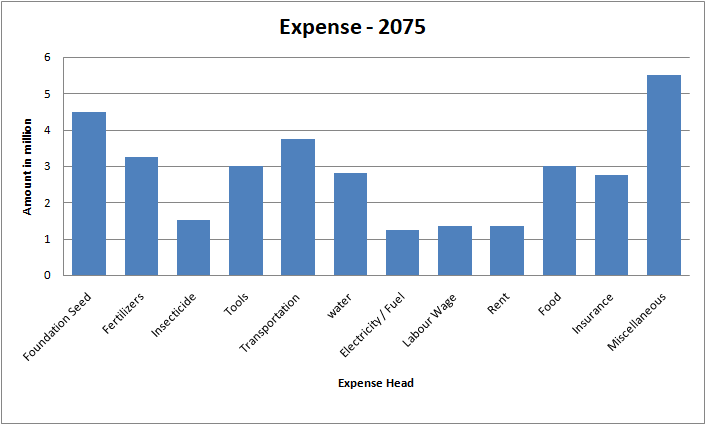 Expense - 2075
6
5
4
3
2
1
0
Amount in million
Foundation Seed
Fertilizers
Insecticide
Tools
Transportation
water
Electricity / Fuel
Labour Wage
Rent
Food
Insurance
Miscellaneous
Expense Head